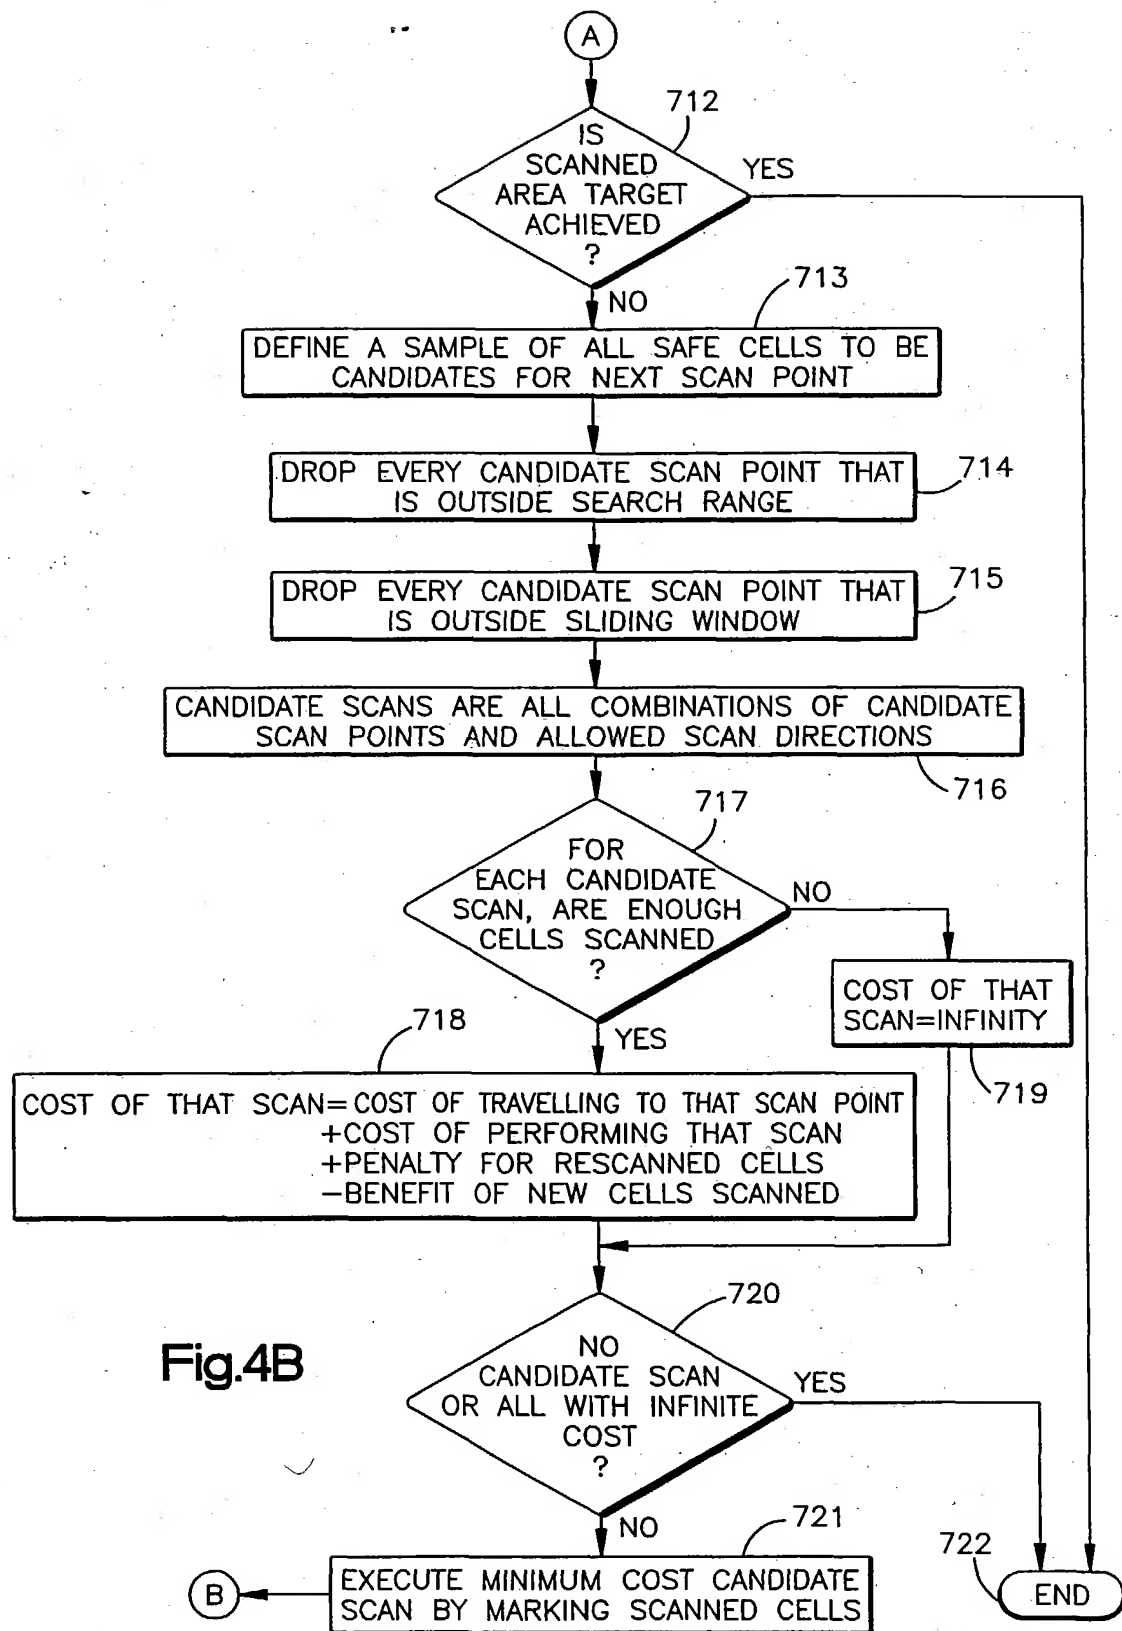 A
712
IS
SCANNED
AREA TARGET
ACHIEVED
?
YES
NO
713
DEFINE A SAMPLE OF ALL SAFE CELLS TO BE
CANDIDATES FOR NEXT SCAN POINT
DROP EVERY CANDIDATE SCAN POINT THAT
IS OUTSIDE SEARCH RANGE
714
DROP EVERY CANDIDATE SCAN POINT THAT
IS OUTSIDE SLIDING WINDOW
715
CANDIDATE SCANS ARE ALL COMBINATIONS OF CANDIDATE
SCAN POINTS AND ALLOWED SCAN DIRECTIONS
716
717
FOR
EACH CANDIDATE
SCAN, ARE ENOUGH
CELLS SCANNED
?
NO
COST OF THAT
SCAN=INFINITY
719
YES
718
COST OF THAT SCAN=COST OF TRAVELLING TO THAT SCAN POINT
+COST OF PERFORMING THAT SCAN
+PENALTY FOR RESCANNED CELLS
-BENEFIT OF NEW CELLS SCANNED
720
NO
CANDIDATE SCAN
OR ALL WITH INFINITE
COST
?
YES
Fig.4B
NO
721
EXECUTE MINIMUM COST CANDIDATE
SCAN BY MARKING SCANNED CELLS
B
722
END